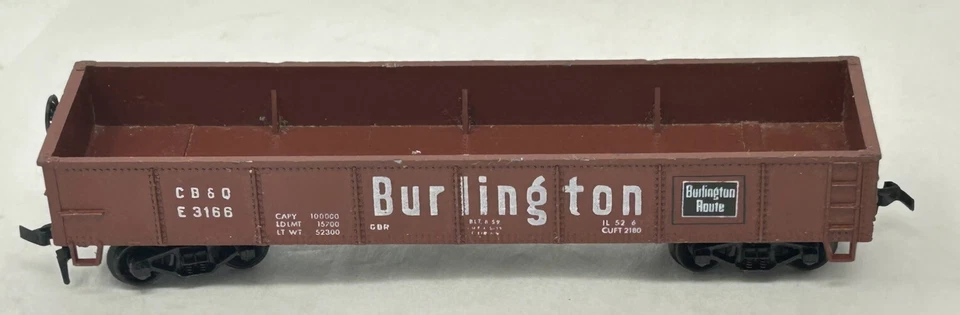 CB&Q
E 3166
CAPY 100000
LD LMT 15700
LT WT 52300
Burlington
GBR
IL 52 6
CUFT 2180
Burlington
Route